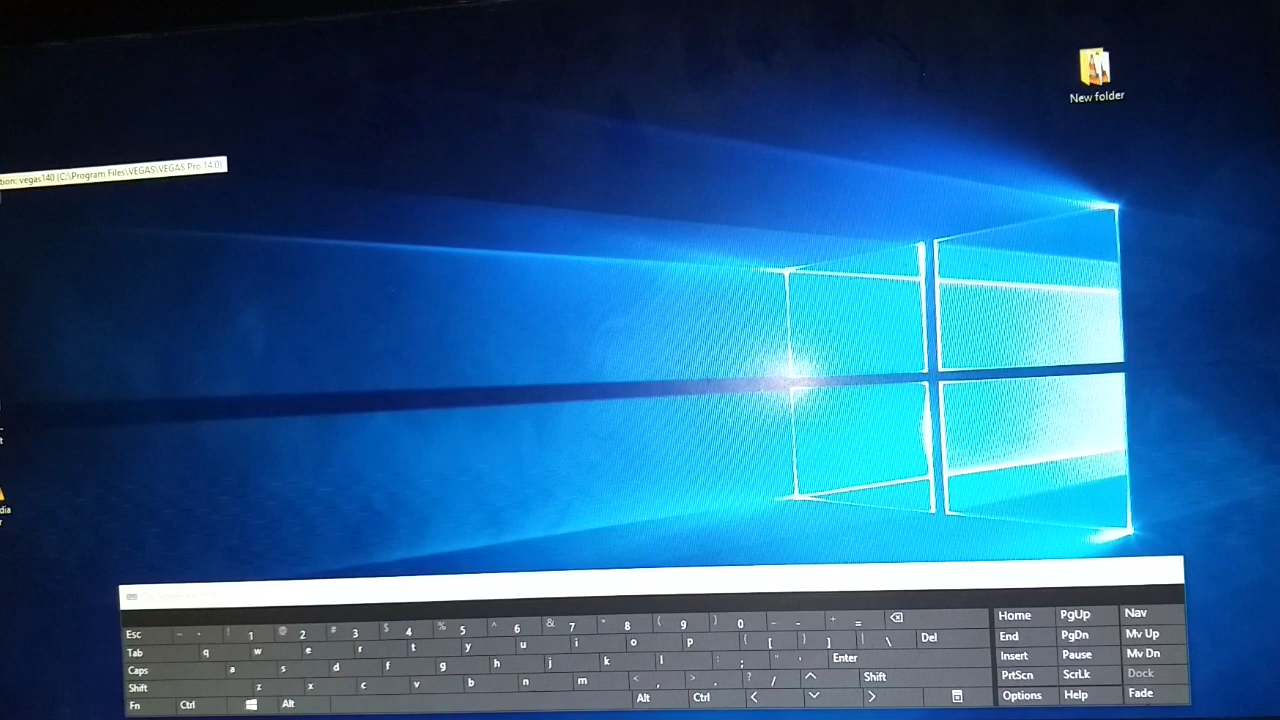 New folder
tion: vegas140 (C:\Program Files\VEGAS\VEGAS Pro 14.0)
dia
r
t
Esc ~ ` ! 1 @ 2 # 3 $ 4 % 5 ^ 6 & 7 * 8 ( 9 ) 0 _ - + = Home PgUp Nav
Tab q w e r t y u i o p { [ } ] | \ Del End PgDn Mv Up
Caps a s d f g h j k l : ; " ' Enter Insert Pause Mv Dn
Shift z x c v b n m < , > . ? / Shift PrtScn ScrLk Dock
Fn Ctrl Alt Alt Ctrl Options Help Fade